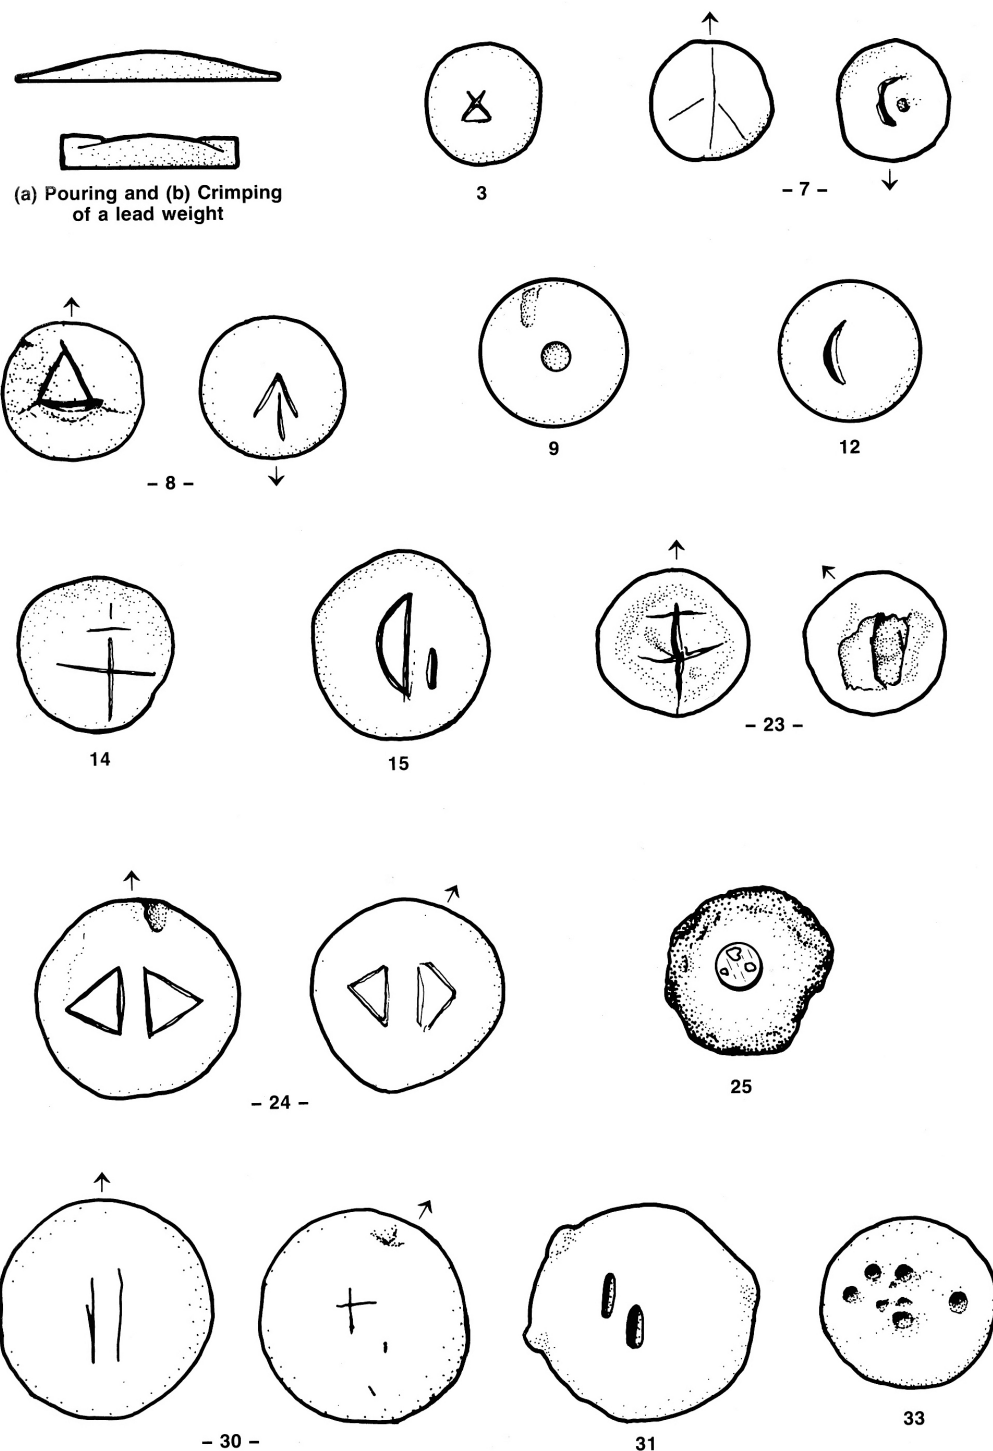 (a) Pouring and (b) Crimping
of a lead weight
3
– 7 –
– 8 –
9
12
14
15
– 23 –
– 24 –
25
– 30 –
31
33